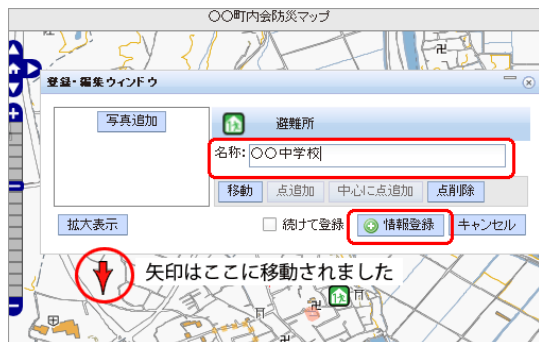 〇〇町内会防災マップ
登録・編集ウィンドウ
写真追加
避難所
名称: 〇〇中学校
移動 点追加 中心に点追加 点削除
拡大表示 続けて登録 情報登録 キャンセル
矢印はここに移動されました